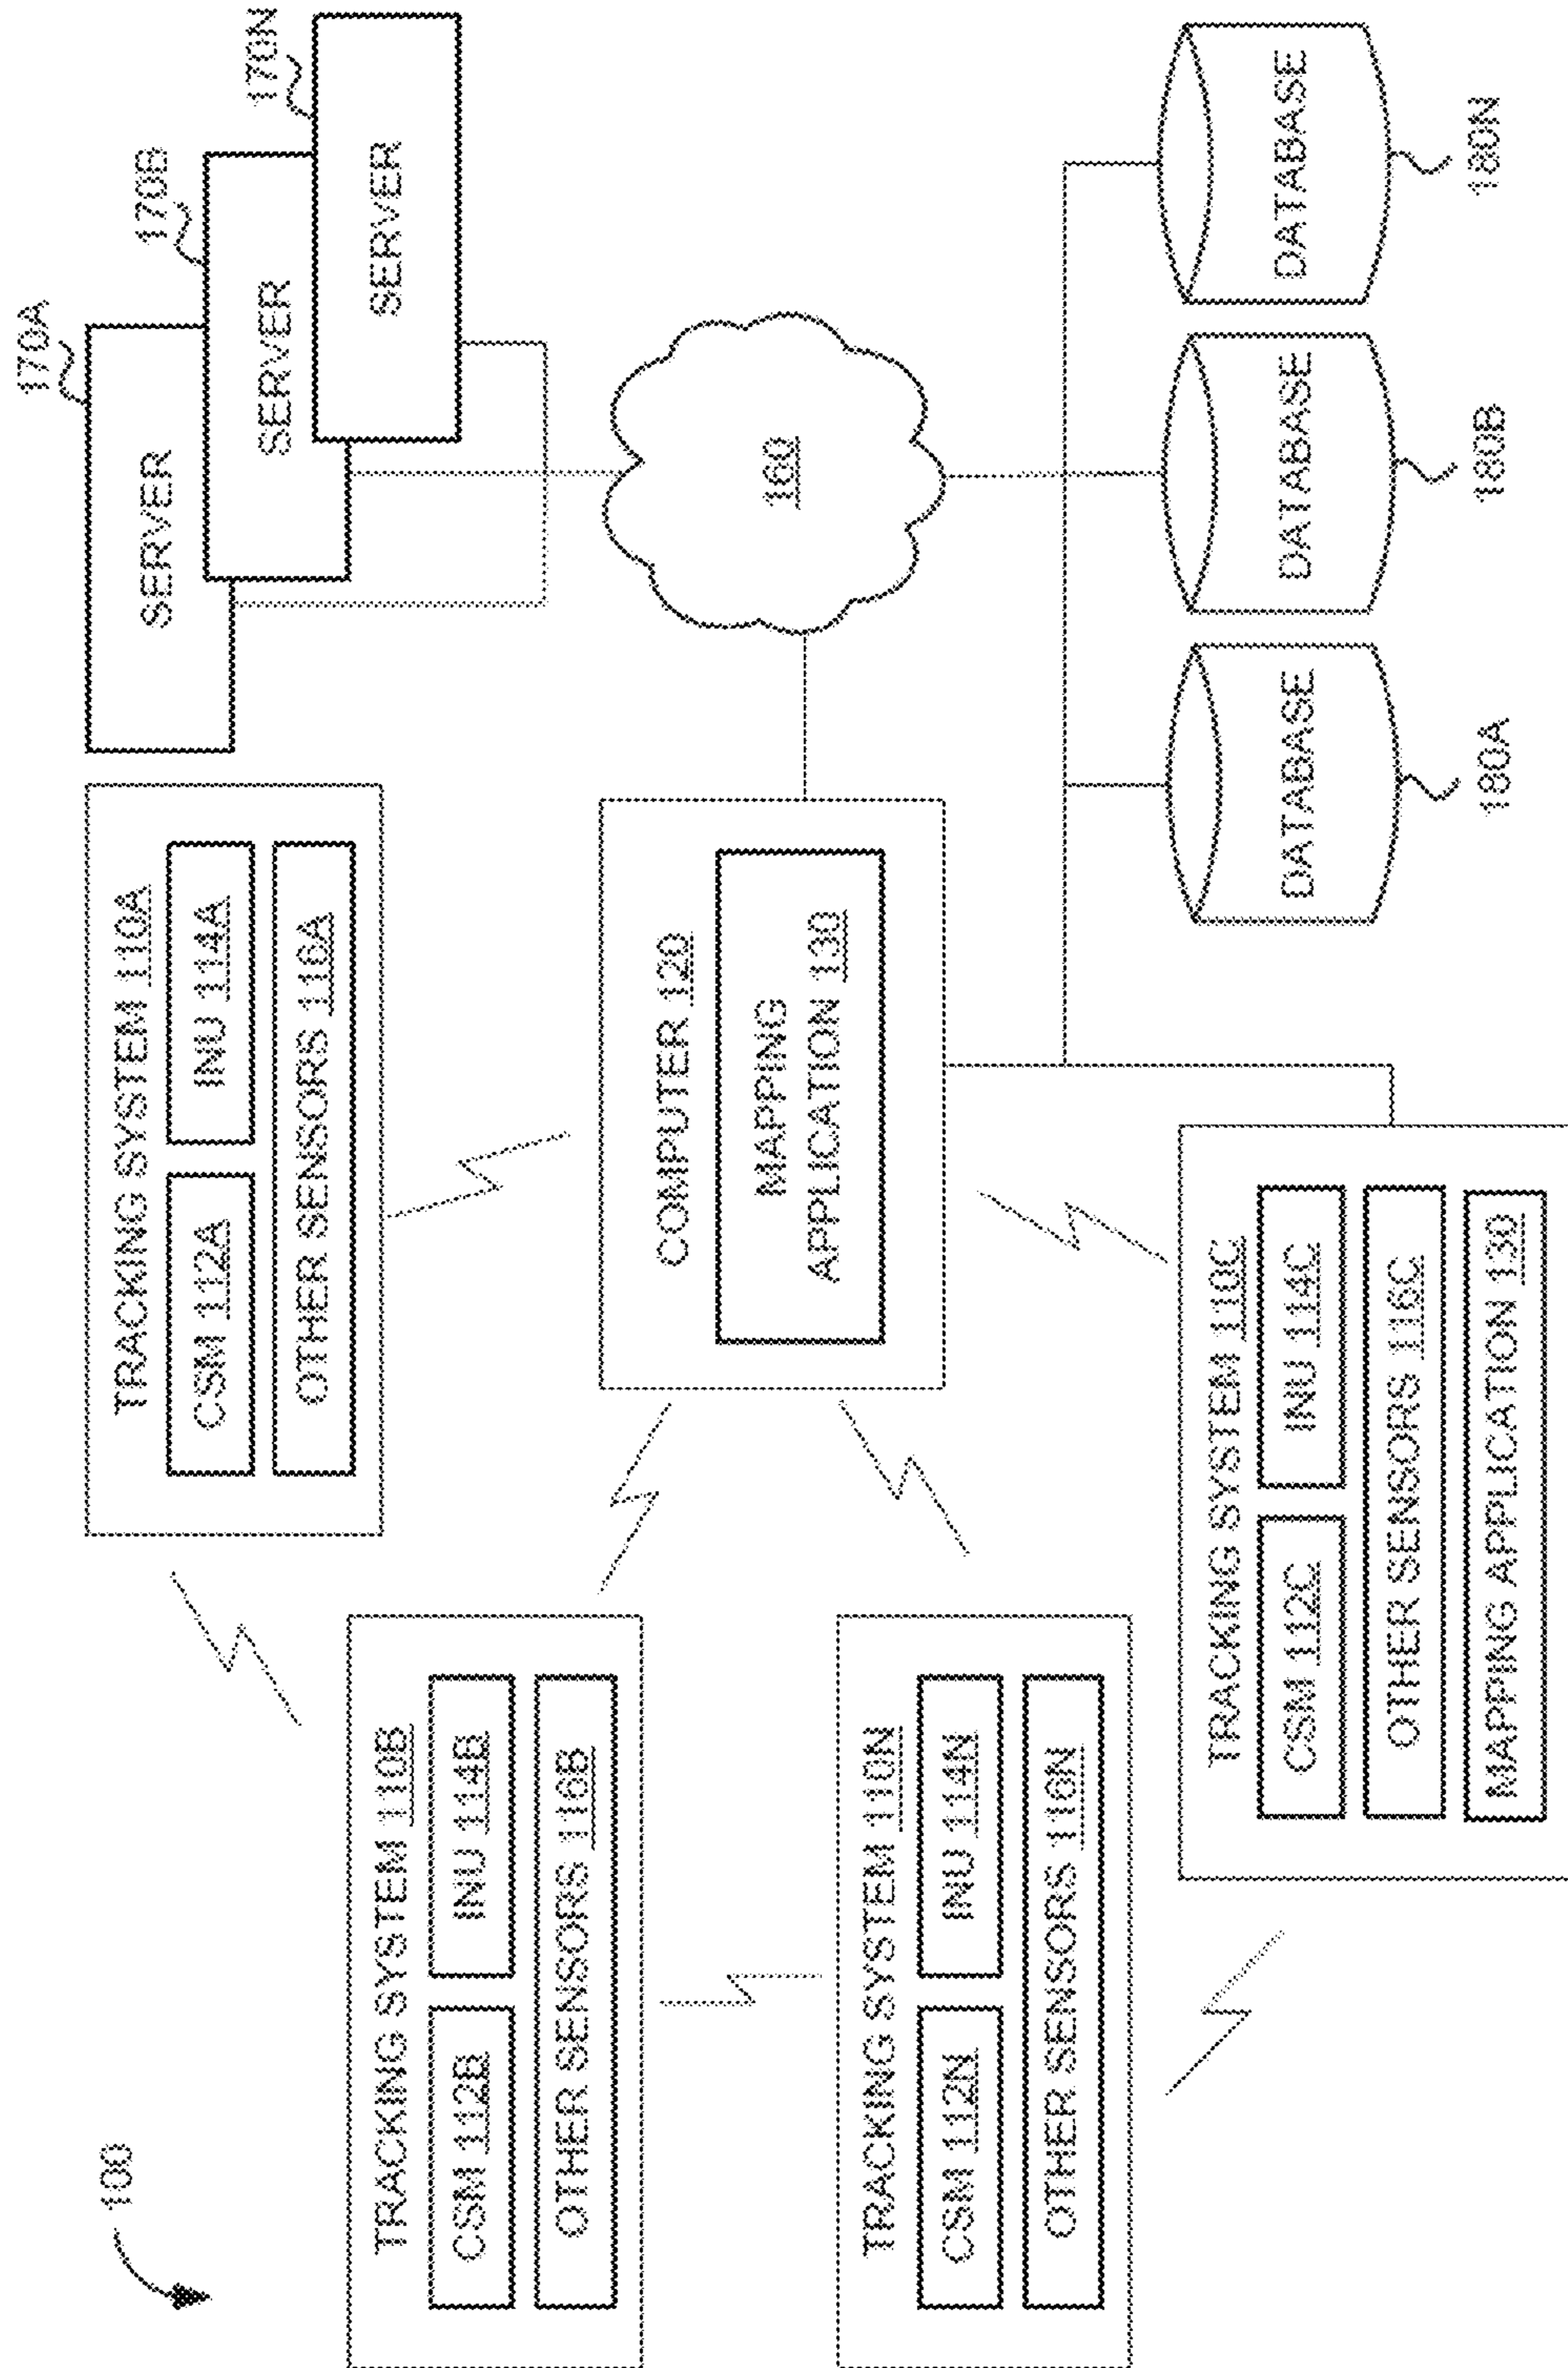 100
TRACKING SYSTEM 110A
CSM 112A
INU 114A
OTHER SENSORS 116A
TRACKING SYSTEM 110B
CSM 112B
INU 114B
OTHER SENSORS 116B
TRACKING SYSTEM 110N
CSM 112N
INU 114N
OTHER SENSORS 116N
TRACKING SYSTEM 110C
CSM 112C
INU 114C
OTHER SENSORS 116C
MAPPING APPLICATION 130
COMPUTER 120
MAPPING
APPLICATION 130
160
170A
SERVER
170B
SERVER
170N
SERVER
DATABASE
180A
DATABASE
180B
DATABASE
180N